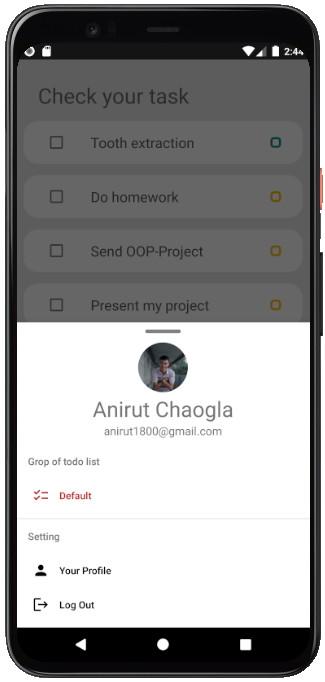 2:44
Check your task
Tooth extraction
Do homework
Send OOP-Project
Present my project
Anirut Chaogla
anirut1800@gmail.com
Grop of todo list
Default
Setting
Your Profile
Log Out